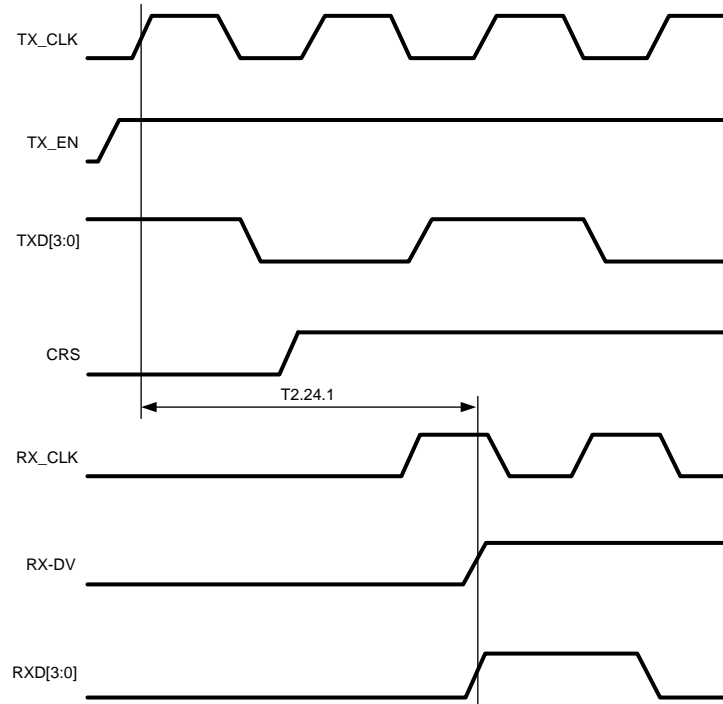 TX_CLK
TX_EN
TXD[3:0]
CRS
T2.24.1
RX_CLK
RX-DV
RXD[3:0]